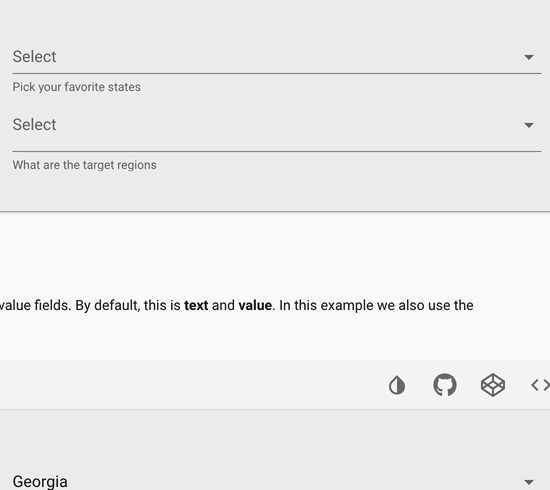 Select
Pick your favorite states
Select
What are the target regions
value fields. By default, this is text and value. In this example we also use the
Georgia